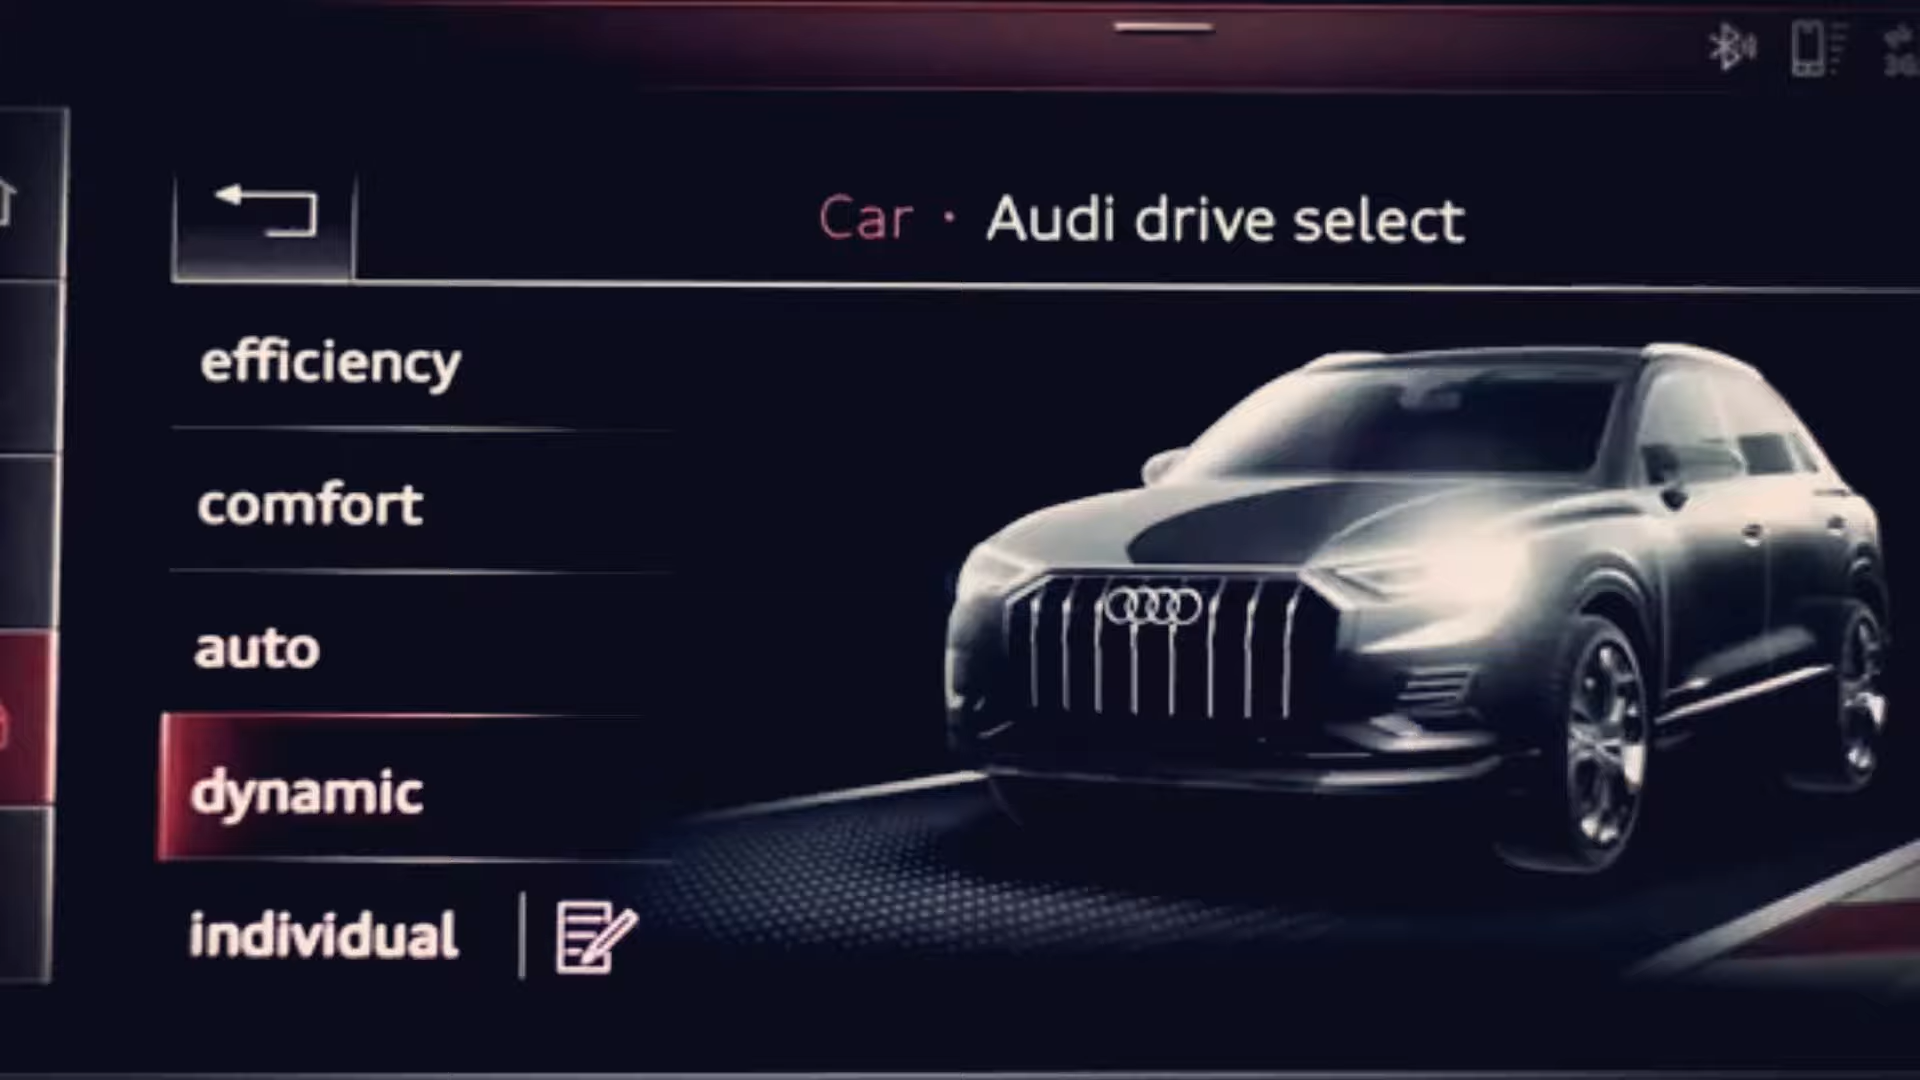 Car · Audi drive select
efficiency
comfort
auto
dynamic
individual